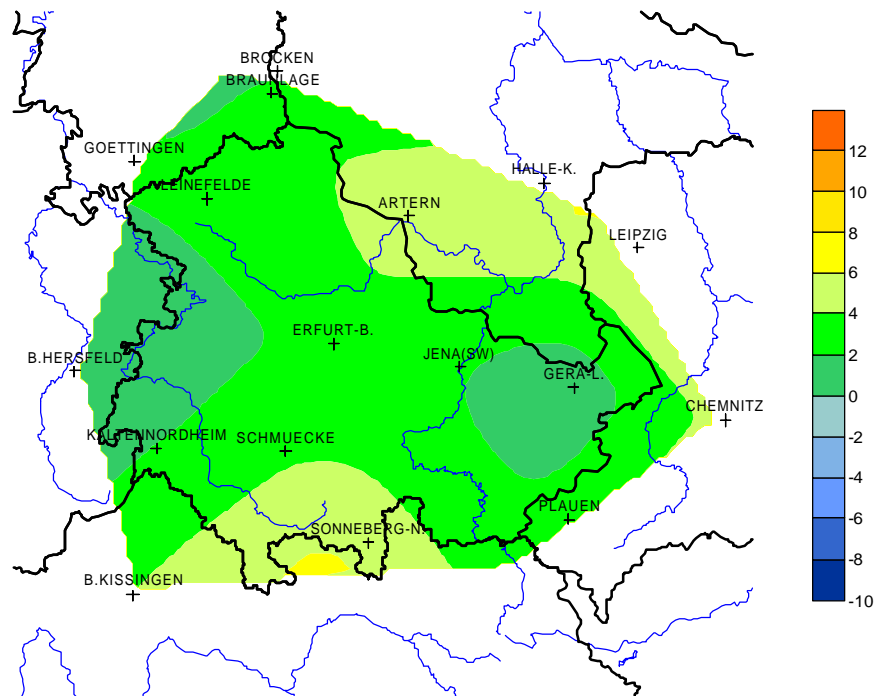 BROCKEN
BRAUNLAGE
GOETTINGEN
HALLE-K.
LEINEFELDE
ARTERN
LEIPZIG
ERFURT-B.
B.HERSFELD
JENA(SW)
GERA-L.
CHEMNITZ
KALTENNORDHEIM
SCHMUECKE
PLAUEN
SONNEBERG-N.
B.KISSINGEN
12
10
8
6
4
2
0
-2
-4
-6
-8
-10